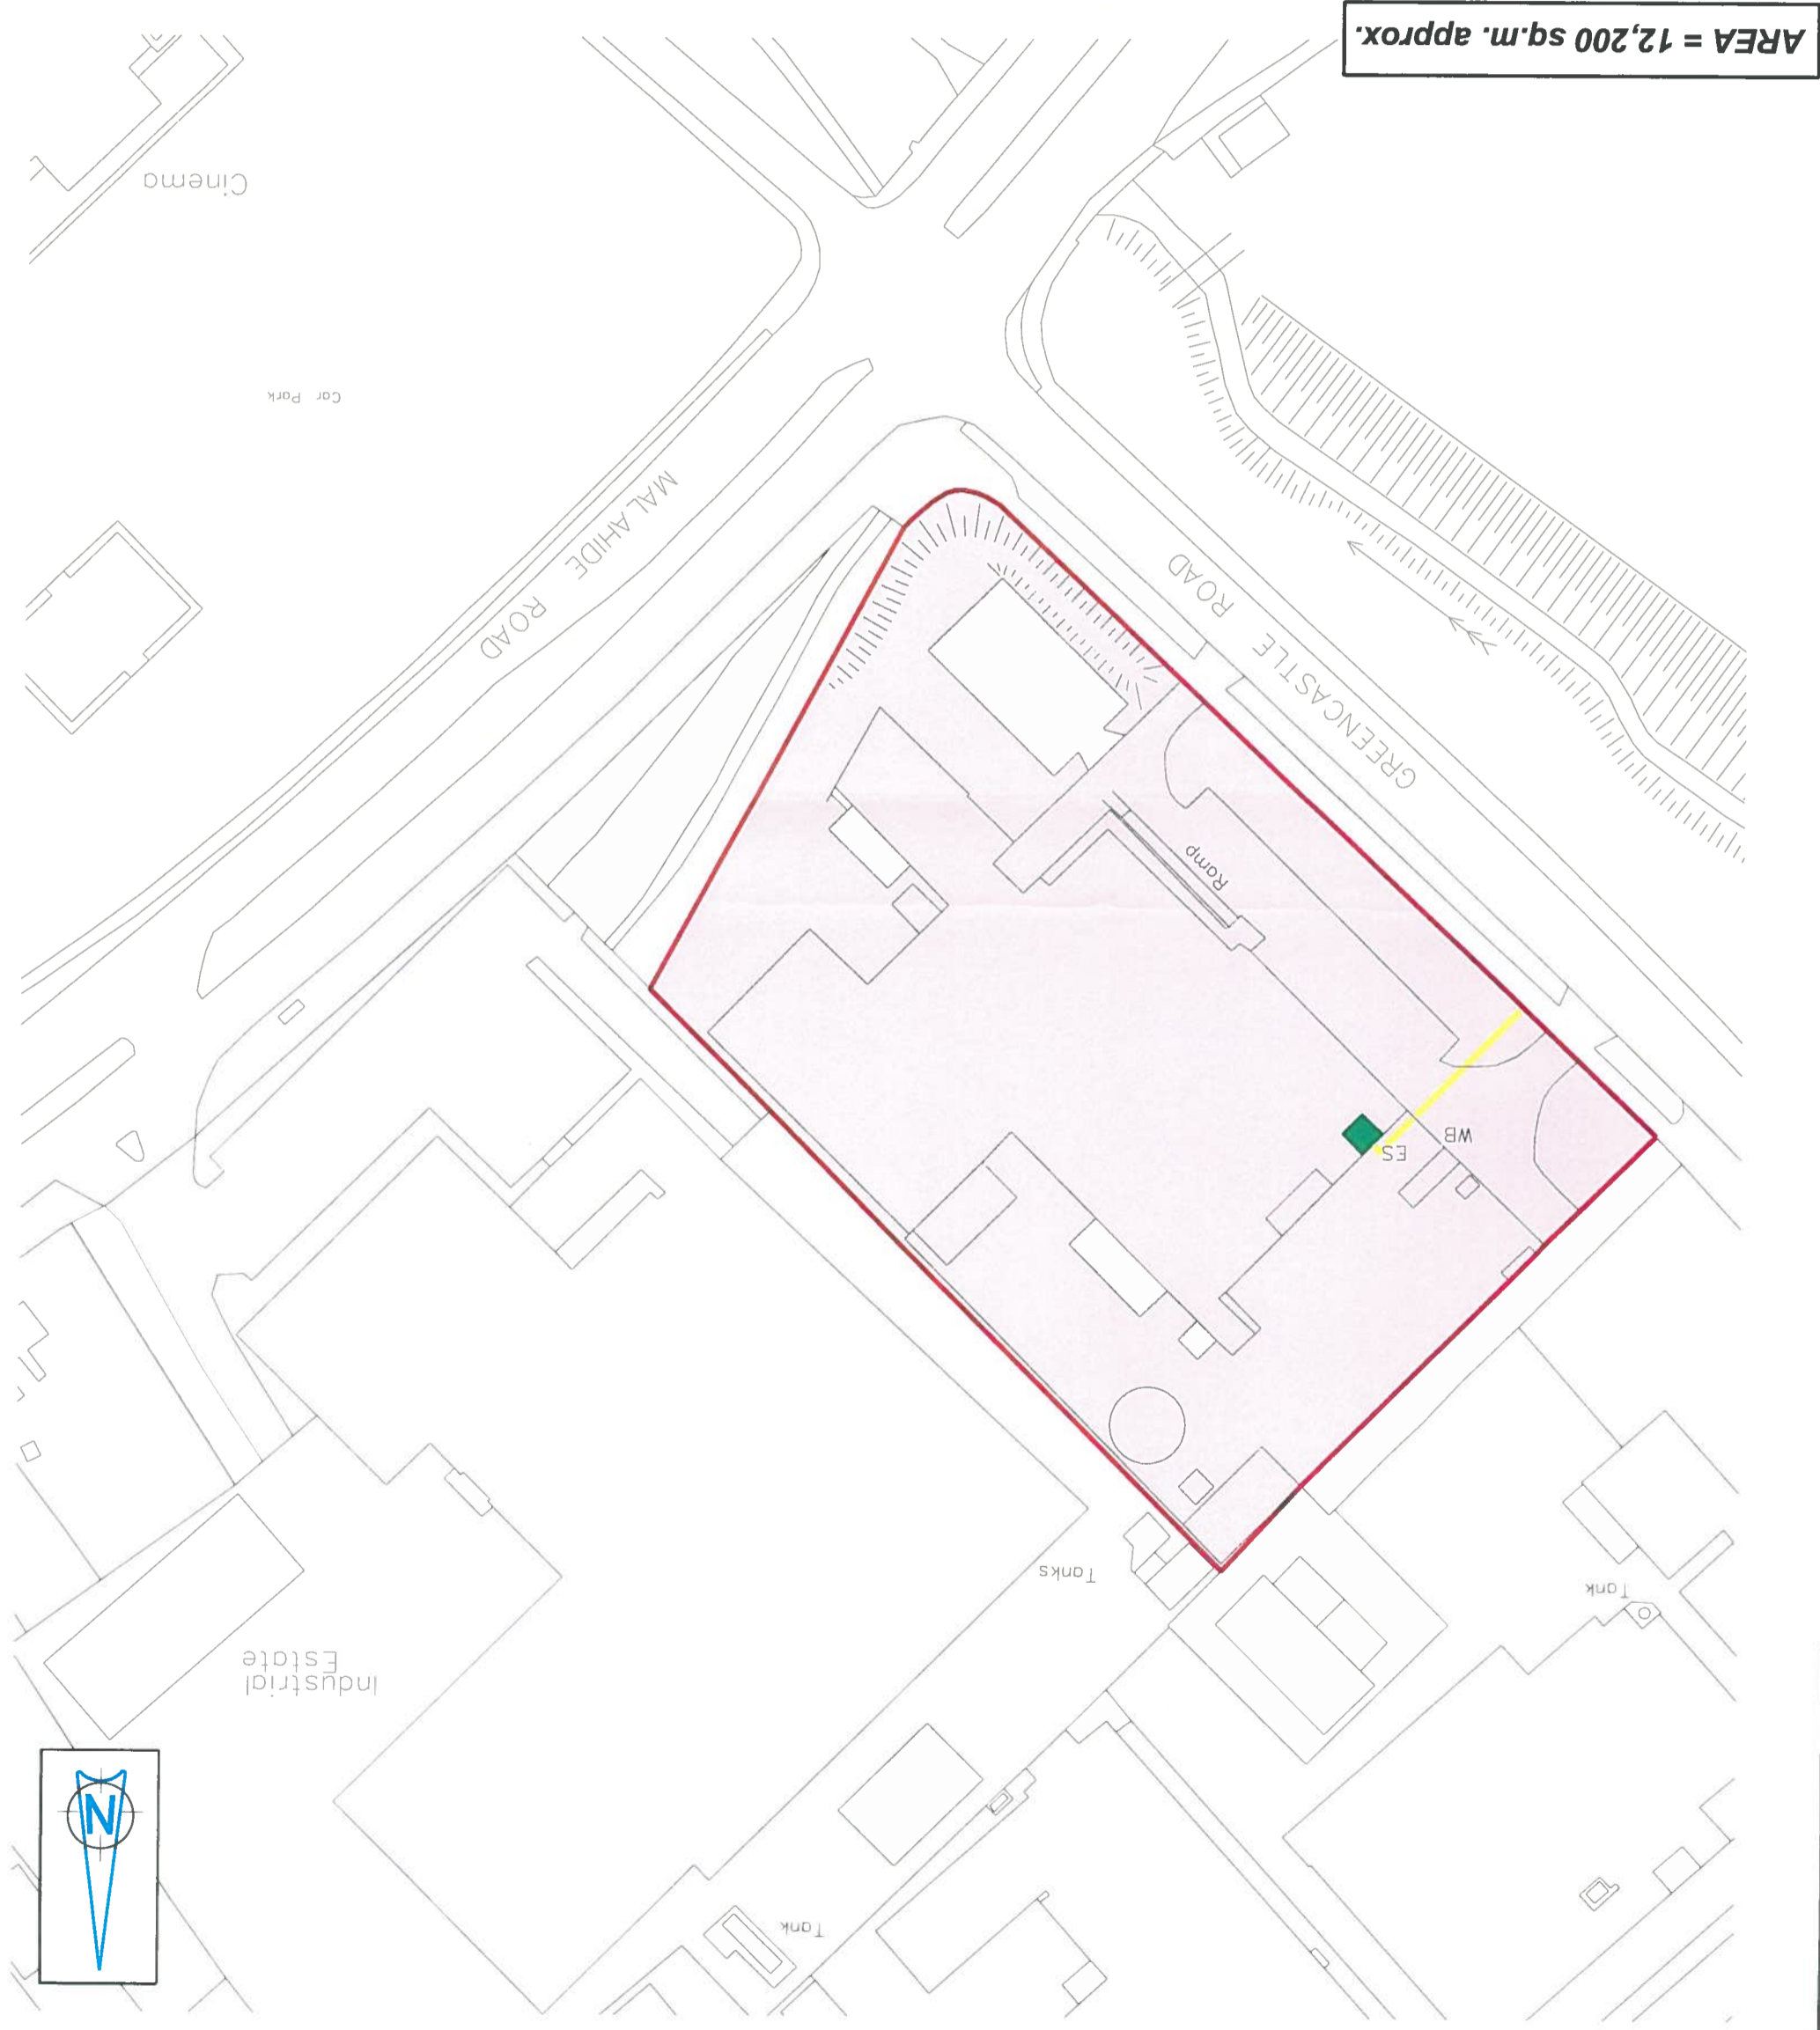 Tank
N
Industrial
Estate
Tank
Tanks
ES
WB
Ramp
GREENCASTLE ROAD
MALAHIDE ROAD
Car Park
Cinema
AREA = 12,200 sq.m. approx.